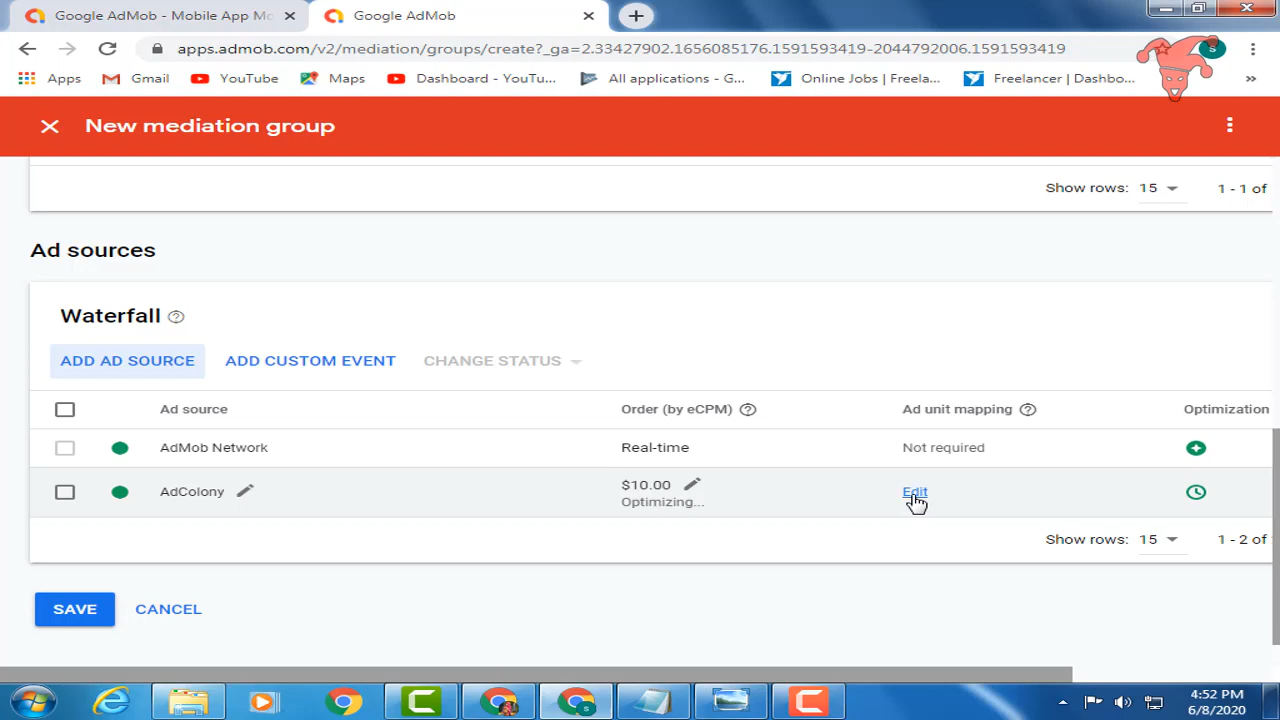 Google AdMob - Mobile App Mo
Google AdMob
apps.admob.com/v2/mediation/groups/create?_ga=2.33427902.1656085176.1591593419-2044792006.1591593419
Apps
Gmail
YouTube
Maps
Dashboard - YouTu...
All applications - G...
Online Jobs | Freela...
Freelancer | Dashbo...
»
S
New mediation group
Show rows: 15 1 - 1 of
Ad sources
Waterfall
ADD AD SOURCE ADD CUSTOM EVENT CHANGE STATUS
Ad source Order (by eCPM) Ad unit mapping Optimization
AdMob Network Real-time Not required
AdColony $10.00 Edit
Optimizing...
Show rows: 15 1 - 2 of
SAVE CANCEL
4:52 PM
6/8/2020